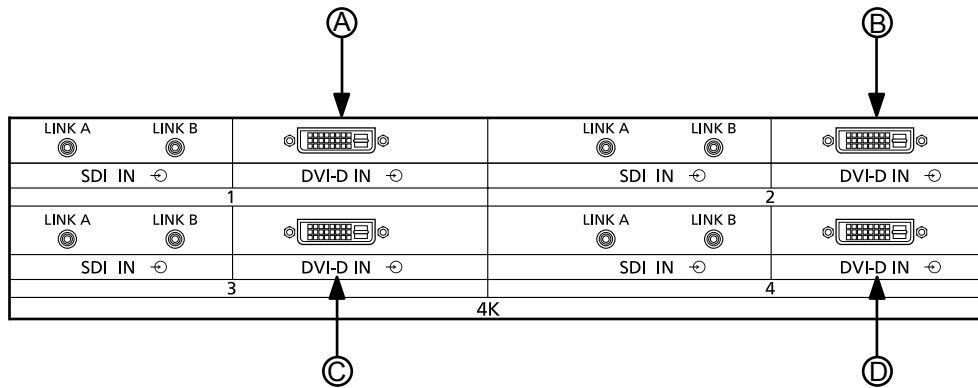 A B
LINK A LINK B LINK A LINK B
SDI IN DVI-D IN SDI IN DVI-D IN
1 2
LINK A LINK B LINK A LINK B
SDI IN DVI-D IN SDI IN DVI-D IN
3 4
4K
C D